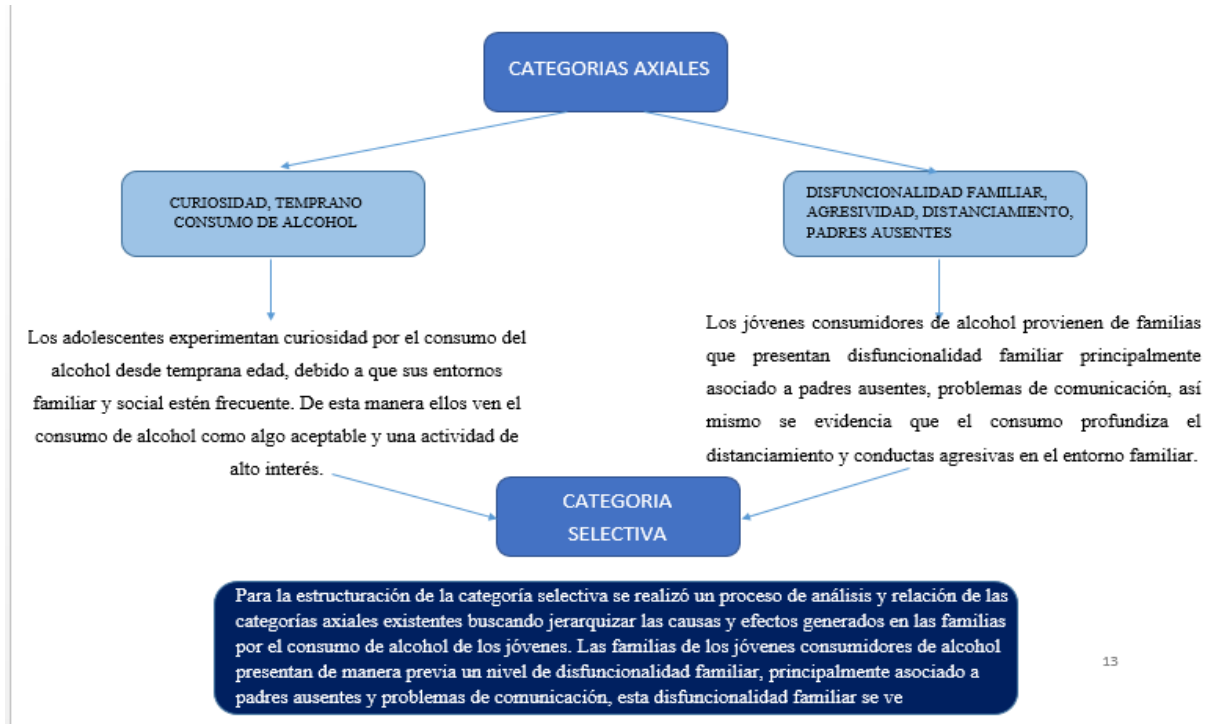 CATEGORIAS AXIALES
CURIOSIDAD, TEMPRANO
CONSUMO DE ALCOHOL
DISFUNCIONALIDAD FAMILIAR,
AGRESIVIDAD, DISTANCIAMIENTO,
PADRES AUSENTES
Los adolescentes experimentan curiosidad por el consumo del
alcohol desde temprana edad, debido a que sus entornos
familiar y social estén frecuente. De esta manera ellos ven el
consumo de alcohol como algo aceptable y una actividad de
alto interés.
Los jóvenes consumidores de alcohol provienen de familias
que presentan disfuncionalidad familiar principalmente
asociado a padres ausentes, problemas de comunicación, así
mismo se evidencia que el consumo profundiza el
distanciamiento y conductas agresivas en el entorno familiar.
CATEGORIA
SELECTIVA
Para la estructuración de la categoría selectiva se realizó un proceso de análisis y relación de las
categorías axiales existentes buscando jerarquizar las causas y efectos generados en las familias
por el consumo de alcohol de los jóvenes. Las familias de los jóvenes consumidores de alcohol
presentan de manera previa un nivel de disfuncionalidad familiar, principalmente asociado a
padres ausentes y problemas de comunicación, esta disfuncionalidad familiar se ve
13